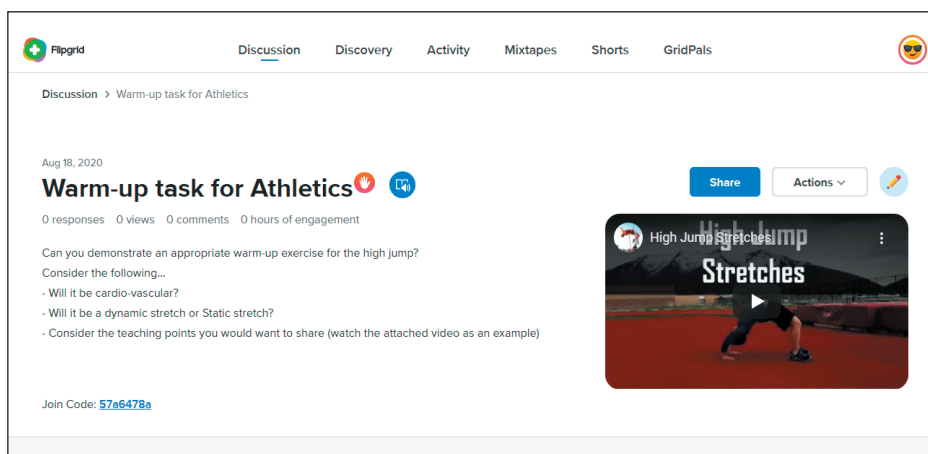 Flipgrid
Discussion Discovery Activity Mixtapes Shorts GridPals
Discussion > Warm-up task for Athletics
Aug 18, 2020
Warm-up task for Athletics
Share Actions
0 responses 0 views 0 comments 0 hours of engagement
Can you demonstrate an appropriate warm-up exercise for the high jump?
Consider the following...
- Will it be cardio-vascular?
- Will it be a dynamic stretch or Static stretch?
- Consider the teaching points you would want to share (watch the attached video as an example)
High Jump Stretches
High Jump
Stretches
Join Code: 57a6478a